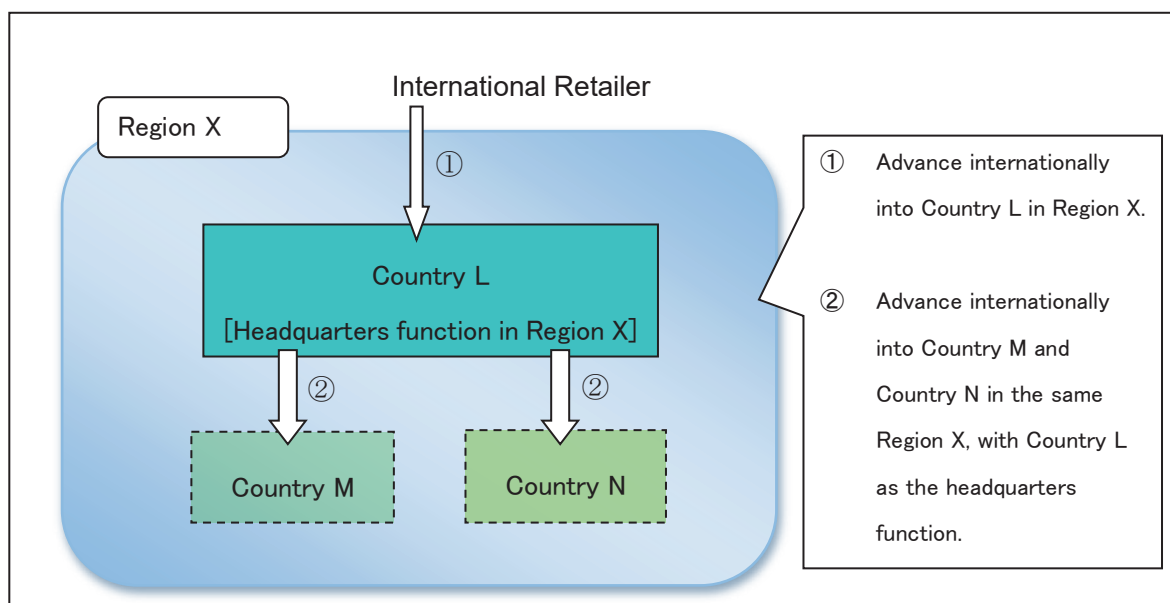 International Retailer
Region X
①
Country L
[Headquarters function in Region X]
②
②
Country M
Country N
① Advance internationally
into Country L in Region X.
② Advance internationally
into Country M and
Country N in the same
Region X, with Country L
as the headquarters
function.